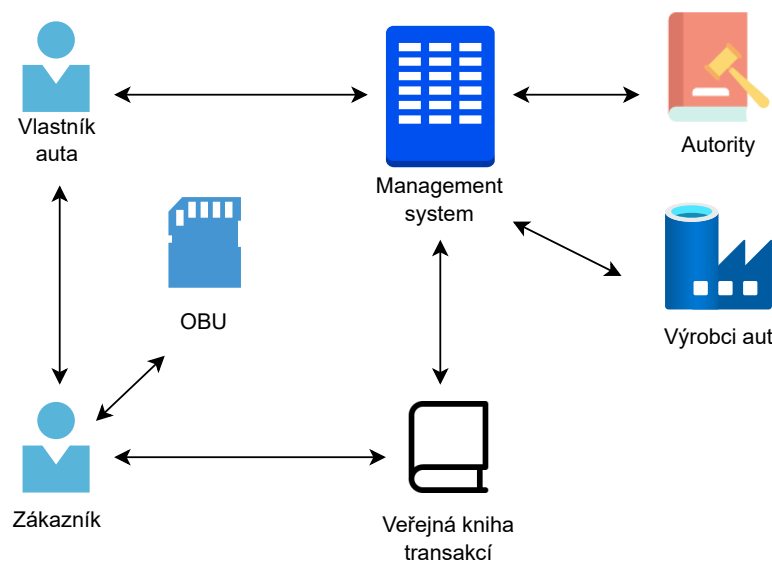 Vlastník
auta
Management
system
Autority
OBU
Výrobci aut
Zákazník
Veřejná kniha
transakcí